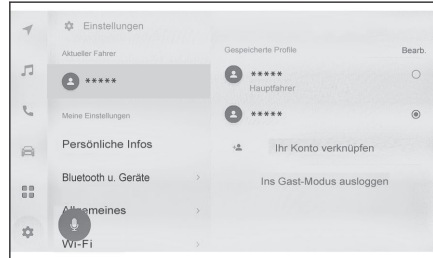 Einstellungen
Aktueller Fahrer
*****
Meine Einstellungen
Persönliche Infos
Bluetooth u. Geräte
Allgemeines
Wi-Fi
Gespeicherte Profile
Bearb.
*****
Hauptfahrer
*****
Ihr Konto verknüpfen
Ins Gast-Modus ausloggen